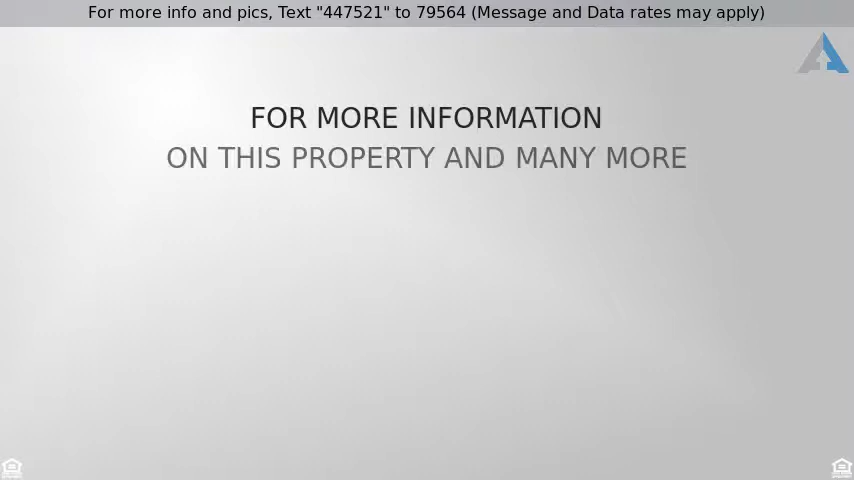 For more info and pics, Text "447521" to 79564 (Message and Data rates may apply)
FOR MORE INFORMATION
ON THIS PROPERTY AND MANY MORE